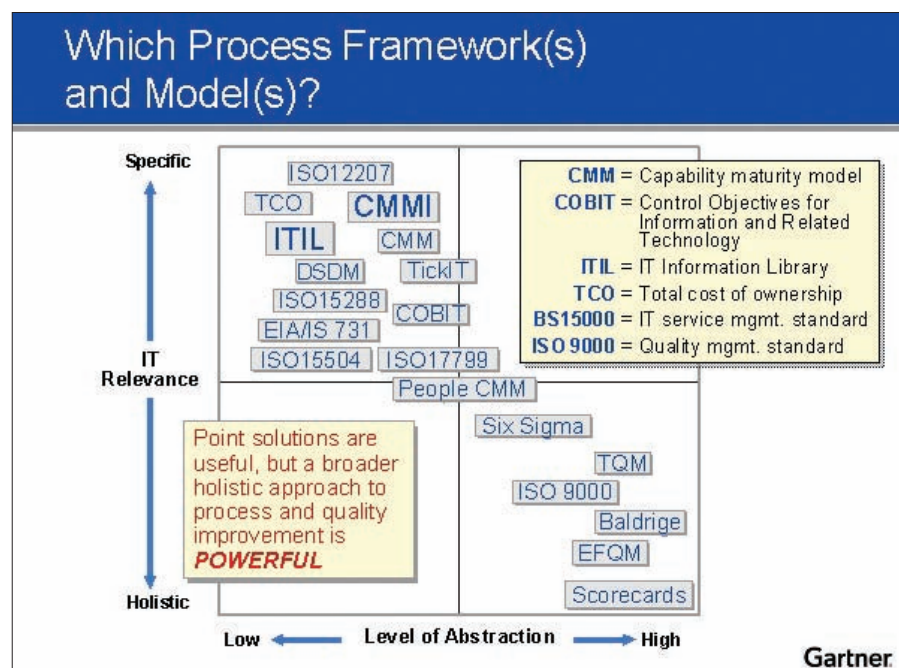 Which Process Framework(s)
and Model(s)?
Specific
IT
Relevance
Holistic
ISO12207
TCO
CMMI
ITIL
CMM
DSDM
TickIT
ISO15288
COBIT
EIA/IS 731
ISO15504
ISO17799
People CMM
Six Sigma
TQM
ISO 9000
Baldrige
EFQM
Scorecards
CMM = Capability maturity model
COBIT = Control Objectives for
Information and Related
Technology
ITIL = IT Information Library
TCO = Total cost of ownership
BS15000 = IT service mgmt. standard
ISO 9000 = Quality mgmt. standard
Point solutions are
useful, but a broader
holistic approach to
process and quality
improvement is
POWERFUL
Low
Level of Abstraction
High
Gartner